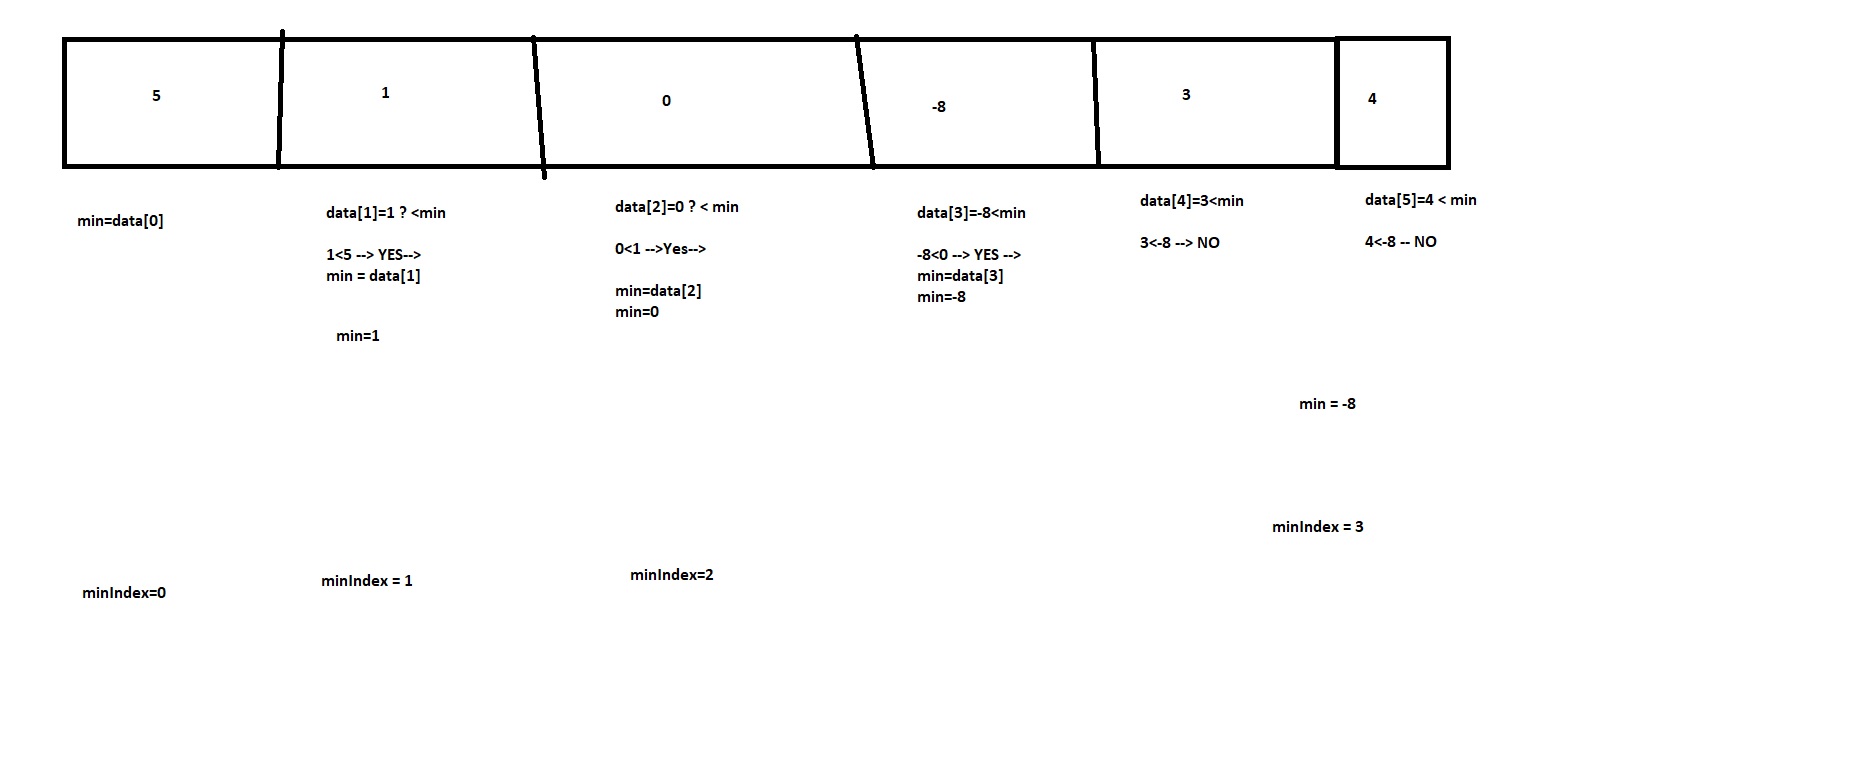 5
1
0
-8
3
4
min=data[0]
data[1]=1 ? <min
1<5 --> YES-->
min = data[1]
min=1
data[2]=0 ? < min
0<1 -->Yes-->
min=data[2]
min=0
data[3]=-8<min
-8<0 --> YES -->
min=data[3]
min=-8
data[4]=3<min
3<-8 --> NO
data[5]=4 < min
4<-8 -- NO
min = -8
minIndex = 3
minIndex=0
minIndex = 1
minIndex=2